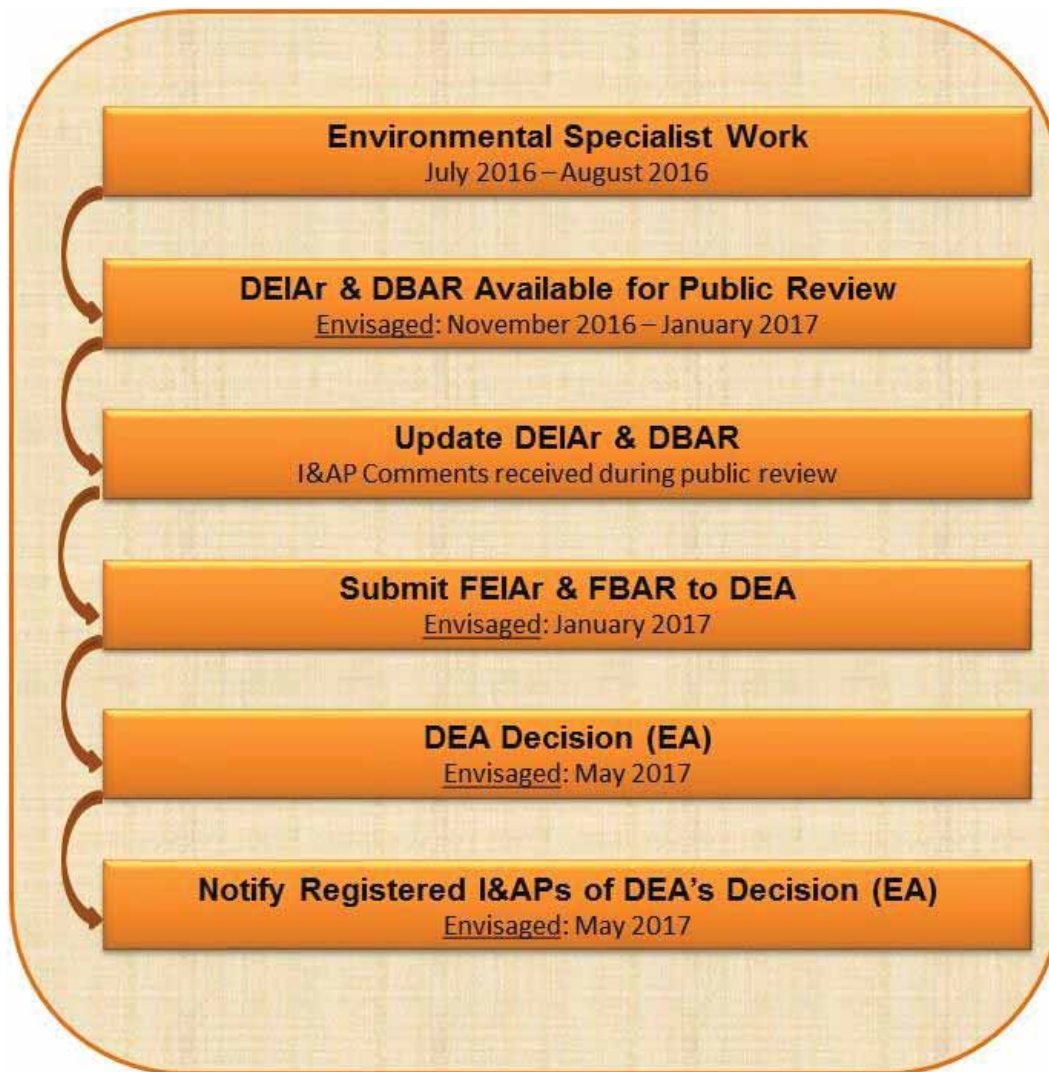 Environmental Specialist Work
July 2016 – August 2016
DEIAr & DBAR Available for Public Review
Envisaged: November 2016 – January 2017
Update DEIAr & DBAR
I&AP Comments received during public review
Submit FEIAr & FBAR to DEA
Envisaged: January 2017
DEA Decision (EA)
Envisaged: May 2017
Notify Registered I&APs of DEA’s Decision (EA)
Envisaged: May 2017